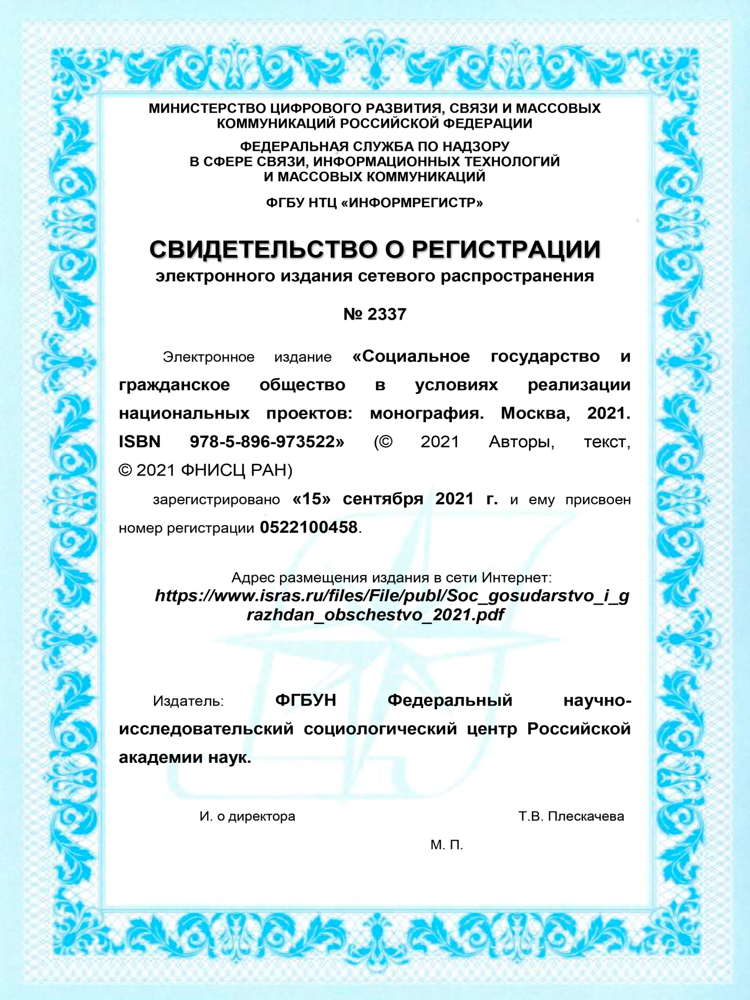 МИНИСТЕРСТВО ЦИФРОВОГО РАЗВИТИЯ, СВЯЗИ И МАССОВЫХ
КОММУНИКАЦИЙ РОССИЙСКОЙ ФЕДЕРАЦИИ
ФЕДЕРАЛЬНАЯ СЛУЖБА ПО НАДЗОРУ
В СФЕРЕ СВЯЗИ, ИНФОРМАЦИОННЫХ ТЕХНОЛОГИЙ
И МАССОВЫХ КОММУНИКАЦИЙ
ФГБУ НТЦ «ИНФОРМРЕГИСТР»
СВИДЕТЕЛЬСТВО О РЕГИСТРАЦИИ
электронного издания сетевого распространения
№ 2337
Электронное издание «Социальное государство и
гражданское общество в условиях реализации
национальных проектов: монография. Москва, 2021.
ISBN 978-5-896-973522» (© 2021 Авторы, текст,
© 2021 ФНИСЦ РАН)
зарегистрировано «15» сентября 2021 г. и ему присвоен
номер регистрации 0522100458.
Адрес размещения издания в сети Интернет:
https://www.isras.ru/files/File/publ/Soc_gosudarstvo_i_g
razhdan_obschestvo_2021.pdf
Издатель: ФГБУН Федеральный научно-
исследовательский социологический центр Российской
академии наук.
И. о директора Т.В. Плескачева
М. П.